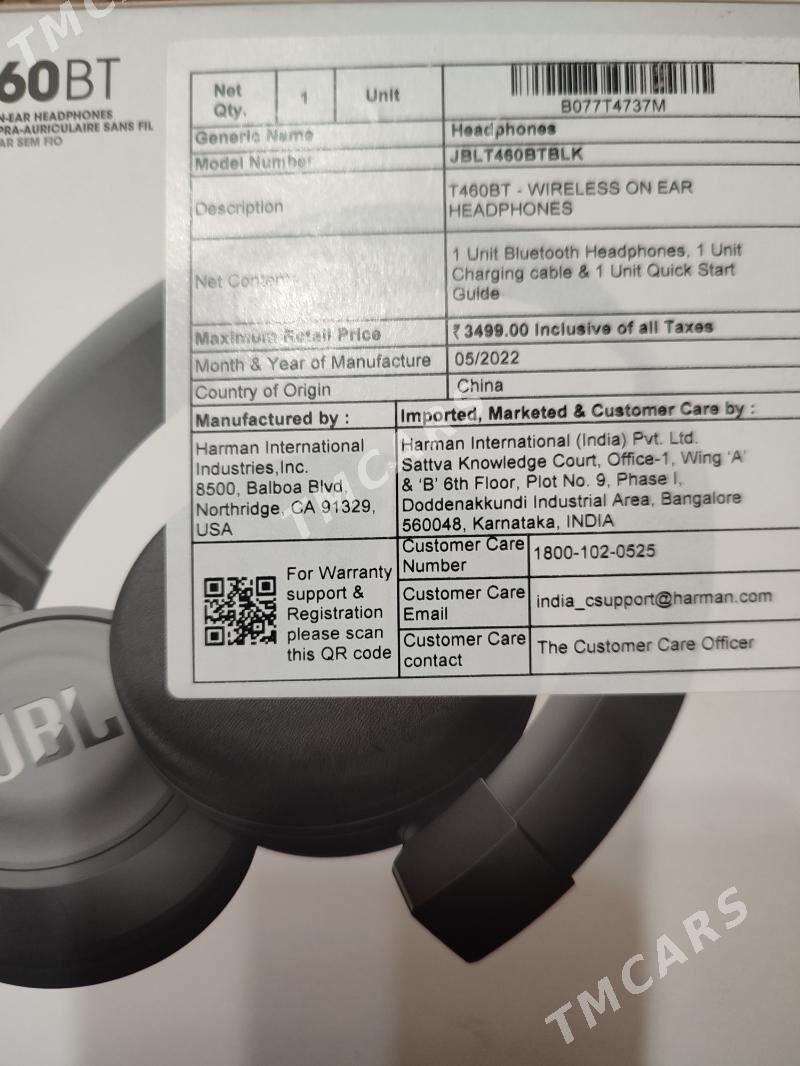 TMCARS
60BT
N-EAR HEADPHONES
PRA-AURICULAIRE SANS FIL
AR SEM FIO
Net Qty.
1
Unit
B077T4737M
Generic Name
Headphones
Model Number
JBLT460BTBLK
Description
T460BT - WIRELESS ON EAR
HEADPHONES
Net Content
1 Unit Bluetooth Headphones, 1 Unit
Charging cable & 1 Unit Quick Start
Guide
Maximum Retail Price
₹ 3499.00 Inclusive of all Taxes
Month & Year of Manufacture
05/2022
Country of Origin
China
Manufactured by :
Imported, Marketed & Customer Care by :
Harman International
Industries,Inc.
8500, Balboa Blvd,
Northridge, CA 91329,
USA
Harman International (India) Pvt. Ltd.
Sattva Knowledge Court, Office-1, Wing 'A'
& 'B' 6th Floor, Plot No. 9, Phase I,
Doddenakkundi Industrial Area, Bangalore
560048, Karnataka, INDIA
TMCARS
For Warranty
support &
Registration
please scan
this QR code
Customer Care
Number
1800-102-0525
Customer Care
Email
india_csupport@harman.com
Customer Care
contact
The Customer Care Officer
JBL
TMCARS